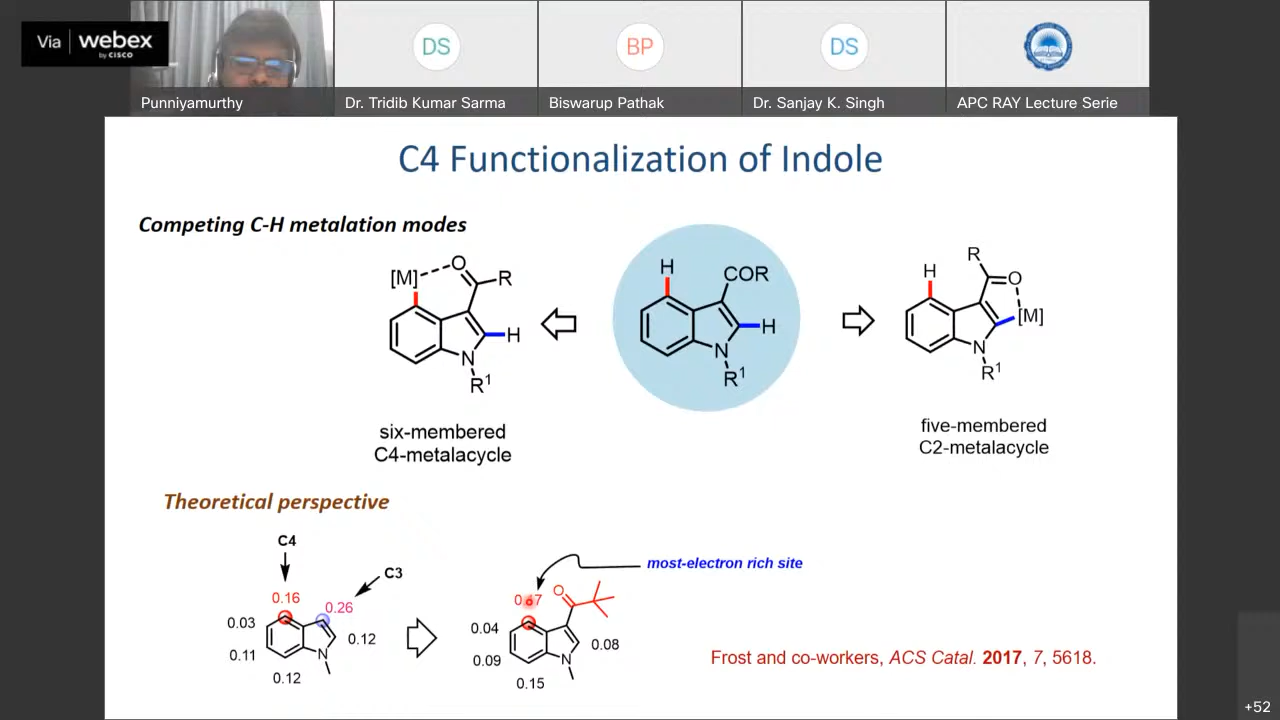 Via webex
by CISCO
DS
BP
DS
Punniyamurthy
Dr. Tridib Kumar Sarma
Biswarup Pathak
Dr. Sanjay K. Singh
APC RAY Lecture Serie
C4 Functionalization of Indole
Competing C-H metalation modes
[M]
O
R
H
N
R¹
six-membered
C4-metalacycle
H
COR
H
N
R¹
R
H
O
[M]
N
R¹
five-membered
C2-metalacycle
Theoretical perspective
C4
C3
0.16
0.26
0.03
0.12
0.11
N
0.12
most-electron rich site
O
0.04
0.08
0.09
N
0.15
Frost and co-workers, ACS Catal. 2017, 7, 5618.
+52